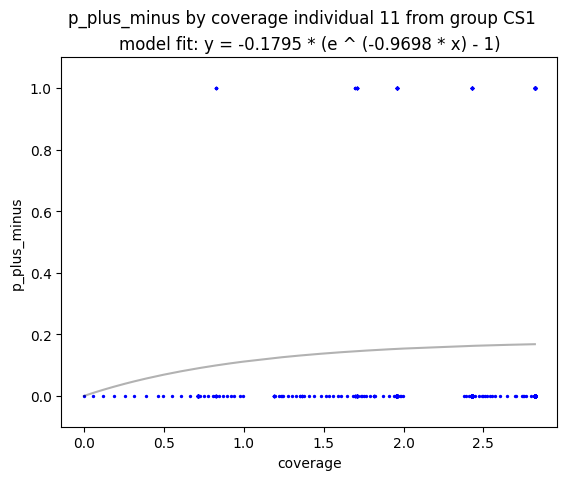 p_plus_minus by coverage individual 11 from group CS1
model fit: y = -0.1795 * (e ^ (-0.9698 * x) - 1)
1.0
0.8
0.6
0.4
0.2
0.0
p_plus_minus
0.0 0.5 1.0 1.5 2.0 2.5
coverage